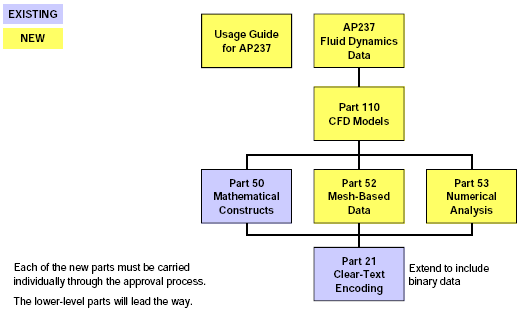 EXISTING
NEW
Usage Guide
for AP237
AP237
Fluid Dynamics
Data
Part 110
CFD Models
Part 50
Mathematical
Constructs
Part 52
Mesh-Based
Data
Part 53
Numerical
Analysis
Part 21
Clear-Text
Encoding
Extend to include
binary data
Each of the new parts must be carried
individually through the approval process.
The lower-level parts will lead the way.